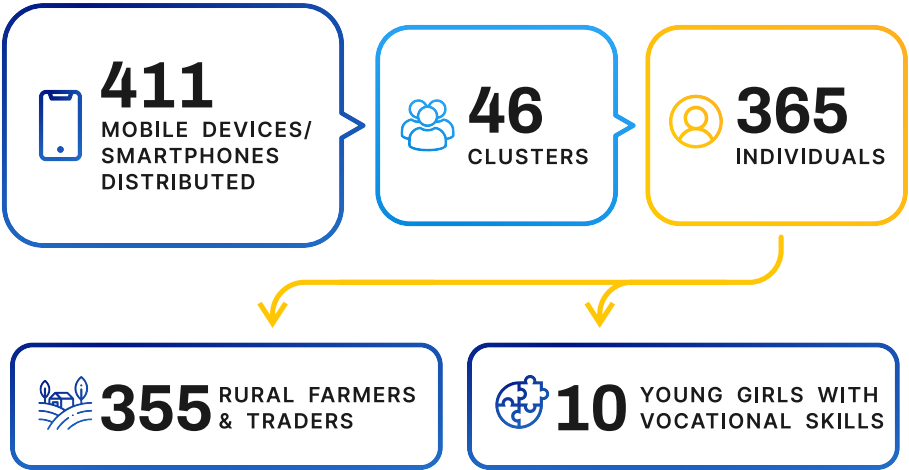 411
MOBILE DEVICES/
SMARTPHONES
DISTRIBUTED
46
CLUSTERS
365
INDIVIDUALS
355 RURAL FARMERS
& TRADERS
10 YOUNG GIRLS WITH
VOCATIONAL SKILLS